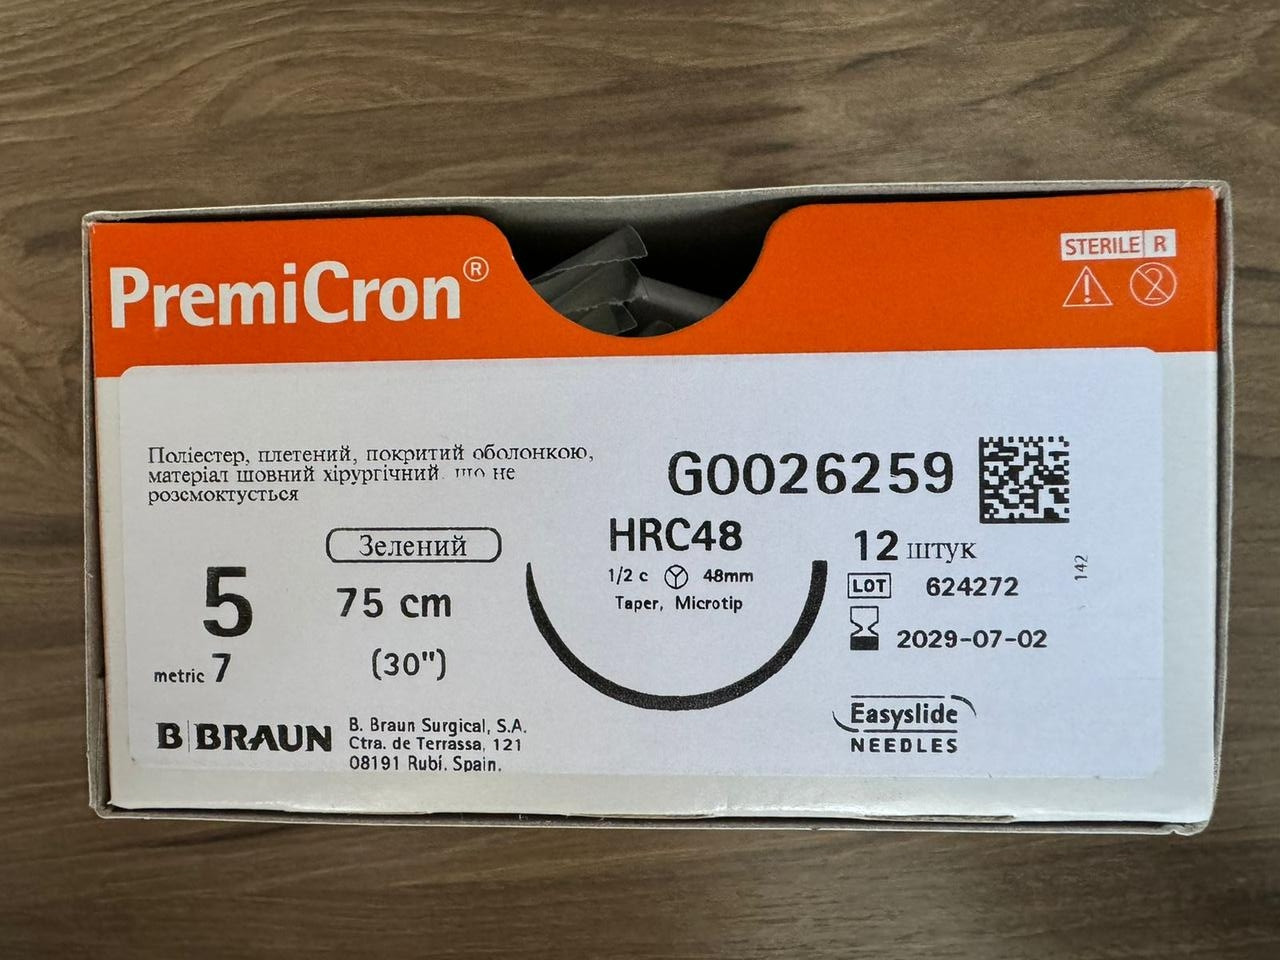 PremiCron®
STERILE R
Поліестер, плетений, покритий оболонкою,
матеріал шовний хірургічний, що не
розсмоктується
G0026259
Зелений
HRC48
12 штук
5
75 cm
1/2 c 48mm
LOT 624272
142
Taper, Microtip
2029-07-02
metric 7
(30")
B|BRAUN
B. Braun Surgical, S.A.
Ctra. de Terrassa, 121
08191 Rubí. Spain.
Easyslide
NEEDLES